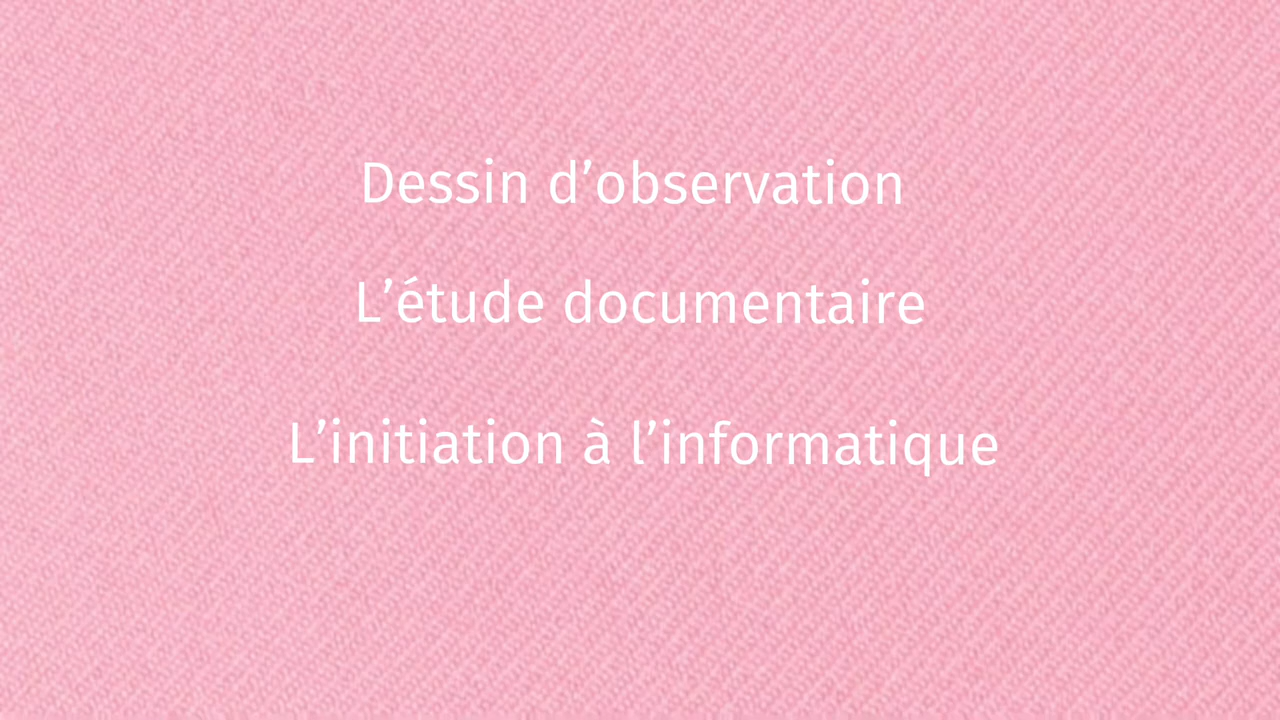 Dessin d’observation
L’étude documentaire
L’initiation à l’informatique